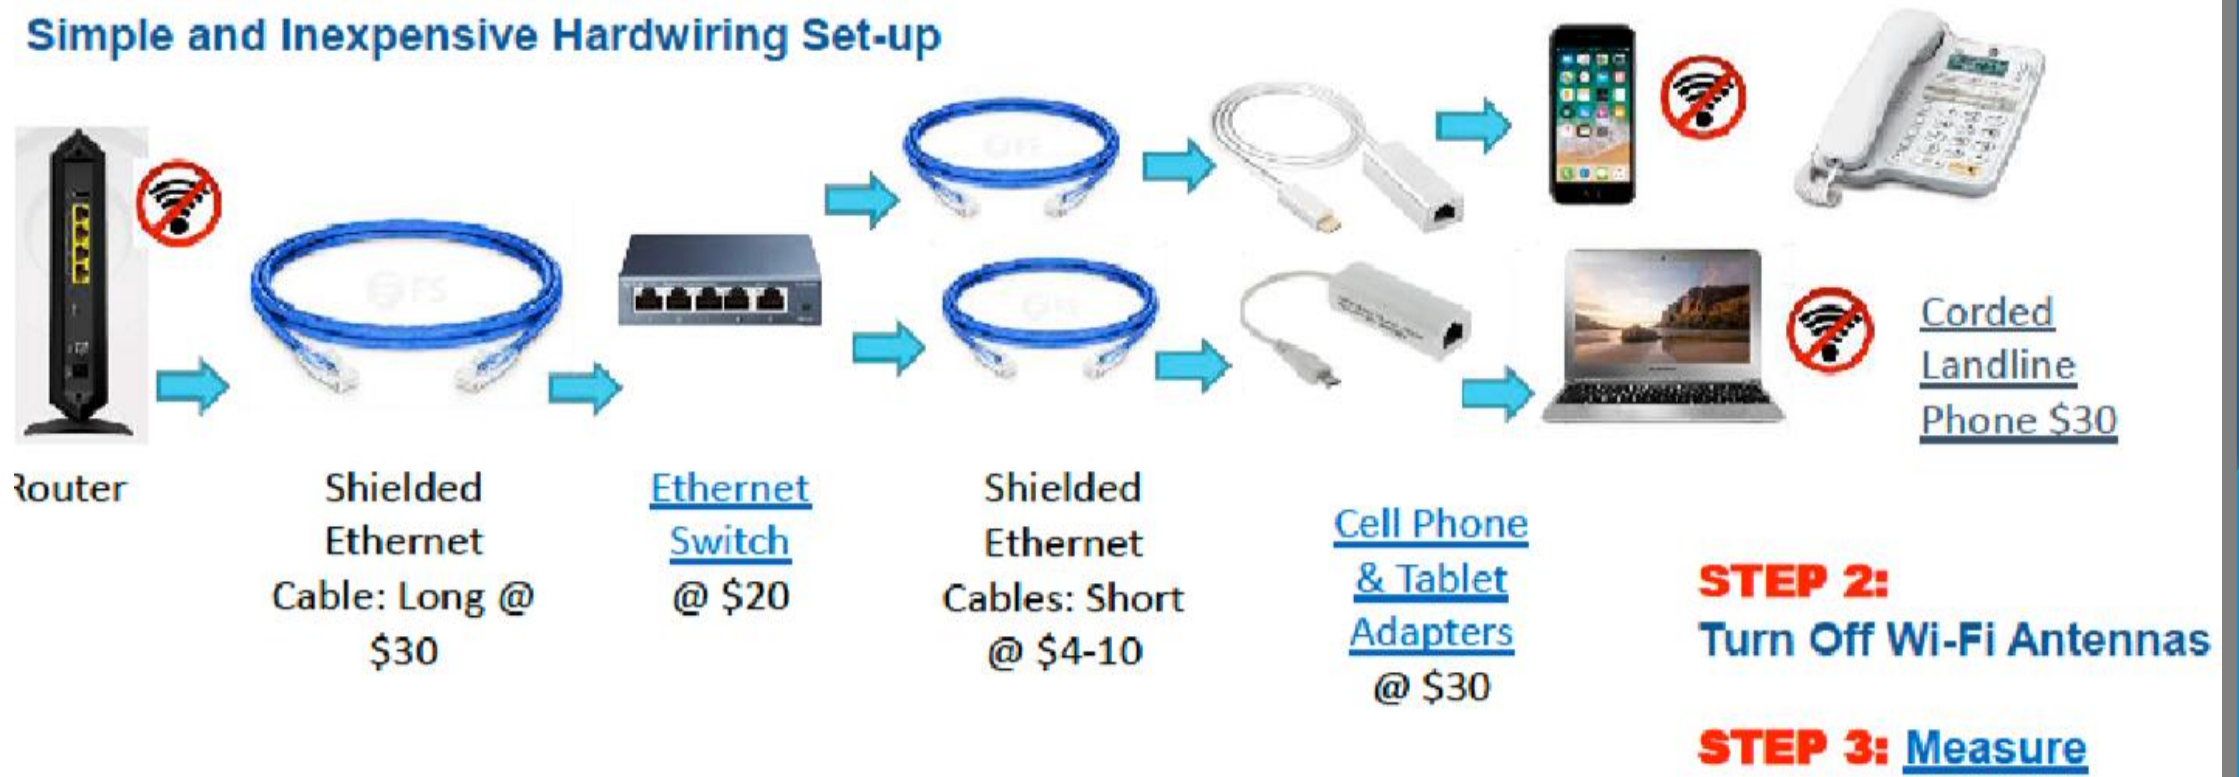 Simple and Inexpensive Hardwiring Set-up
Router
Shielded
Ethernet
Cable: Long @
$30
Ethernet
Switch
@ $20
Shielded
Ethernet
Cables: Short
@ $4-10
Cell Phone
& Tablet
Adapters
@ $30
Corded
Landline
Phone $30
STEP 2:
Turn Off Wi-Fi Antennas
STEP 3: Measure